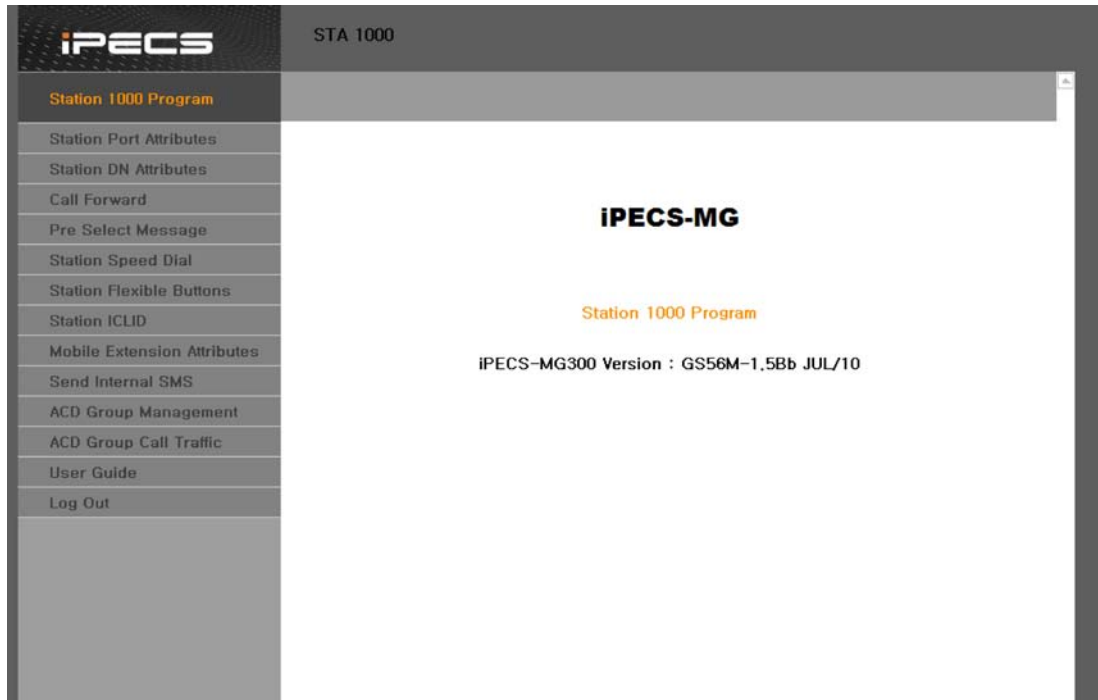 iPECS
STA 1000
Station 1000 Program
Station Port Attributes
Station DN Attributes
Call Forward
Pre Select Message
Station Speed Dial
Station Flexible Buttons
Station ICLID
Mobile Extension Attributes
Send Internal SMS
ACD Group Management
ACD Group Call Traffic
User Guide
Log Out
iPECS-MG
Station 1000 Program
iPECS-MG300 Version : GS56M-1.5Bb JUL/10